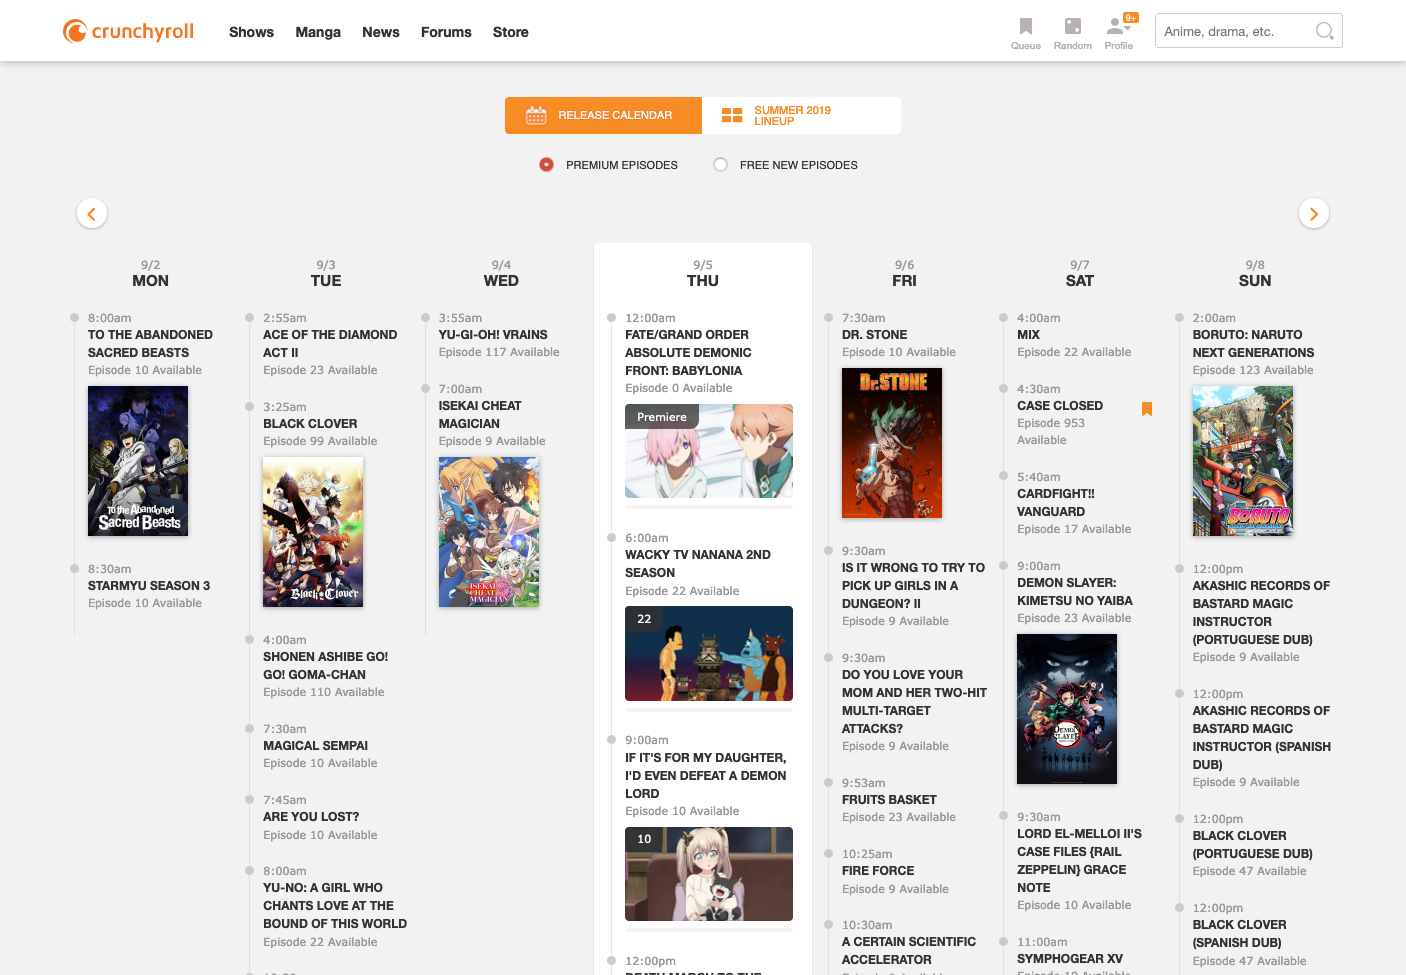 crunchyroll
Shows Manga News Forums Store
9+
Queue Random Profile
Anime, drama, etc.
RELEASE CALENDAR
SUMMER 2019
LINEUP
PREMIUM EPISODES
FREE NEW EPISODES
9/2
MON
8:00am
TO THE ABANDONED
SACRED BEASTS
Episode 10 Available
To the Abandoned
Sacred Beasts
8:30am
STARMYU SEASON 3
Episode 10 Available
9/3
TUE
2:55am
ACE OF THE DIAMOND
ACT II
Episode 23 Available
3:25am
BLACK CLOVER
Episode 99 Available
Black Clover
4:00am
SHONEN ASHIBE GO!
GO! GOMA-CHAN
Episode 110 Available
7:30am
MAGICAL SEMPAI
Episode 10 Available
7:45am
ARE YOU LOST?
Episode 10 Available
8:00am
YU-NO: A GIRL WHO
CHANTS LOVE AT THE
BOUND OF THIS WORLD
Episode 22 Available
9/4
WED
3:55am
YU-GI-OH! VRAINS
Episode 117 Available
7:00am
ISEKAI CHEAT
MAGICIAN
Episode 9 Available
ISEKAI
CHEAT
MAGICIAN
9/5
THU
12:00am
FATE/GRAND ORDER
ABSOLUTE DEMONIC
FRONT: BABYLONIA
Episode 0 Available
Premiere
6:00am
WACKY TV NANANA 2ND
SEASON
Episode 22 Available
22
9:00am
IF IT'S FOR MY DAUGHTER,
I'D EVEN DEFEAT A DEMON
LORD
Episode 10 Available
10
12:00pm
DEATH MARCH TO THE
9/6
FRI
7:30am
DR. STONE
Episode 10 Available
Dr.STONE
9:30am
IS IT WRONG TO TRY TO
PICK UP GIRLS IN A
DUNGEON? II
Episode 9 Available
9:30am
DO YOU LOVE YOUR
MOM AND HER TWO-HIT
MULTI-TARGET
ATTACKS?
Episode 9 Available
9:53am
FRUITS BASKET
Episode 23 Available
10:25am
FIRE FORCE
Episode 9 Available
10:30am
A CERTAIN SCIENTIFIC
ACCELERATOR
9/7
SAT
4:00am
MIX
Episode 22 Available
4:30am
CASE CLOSED
Episode 953
Available
5:40am
CARDFIGHT!!
VANGUARD
Episode 17 Available
9:00am
DEMON SLAYER:
KIMETSU NO YAIBA
Episode 23 Available
DEMON
SLAYER
9:30am
LORD EL-MELLOI II'S
CASE FILES {RAIL
ZEPPELIN} GRACE
NOTE
Episode 10 Available
11:00am
SYMPHOGEAR XV
Episode 10 Available
9/8
SUN
2:00am
BORUTO: NARUTO
NEXT GENERATIONS
Episode 123 Available
BORUTO
12:00pm
AKASHIC RECORDS OF
BASTARD MAGIC
INSTRUCTOR
(PORTUGUESE DUB)
Episode 9 Available
12:00pm
AKASHIC RECORDS OF
BASTARD MAGIC
INSTRUCTOR (SPANISH
DUB)
Episode 9 Available
12:00pm
BLACK CLOVER
(PORTUGUESE DUB)
Episode 47 Available
12:00pm
BLACK CLOVER
(SPANISH DUB)
Episode 47 Available